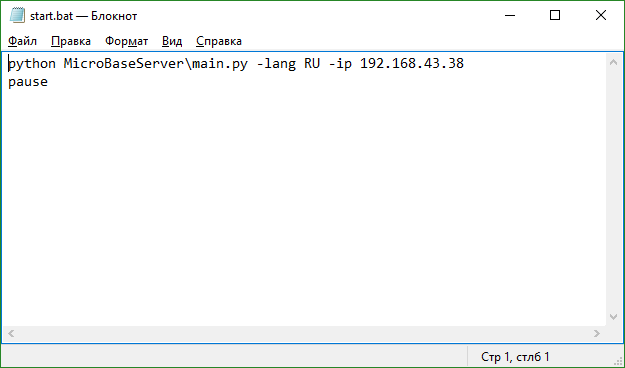 start.bat — Блокнот
Файл Правка Формат Вид Справка
python MicroBaseServer\main.py -lang RU -ip 192.168.43.38
pause
Стр 1, стлб 1